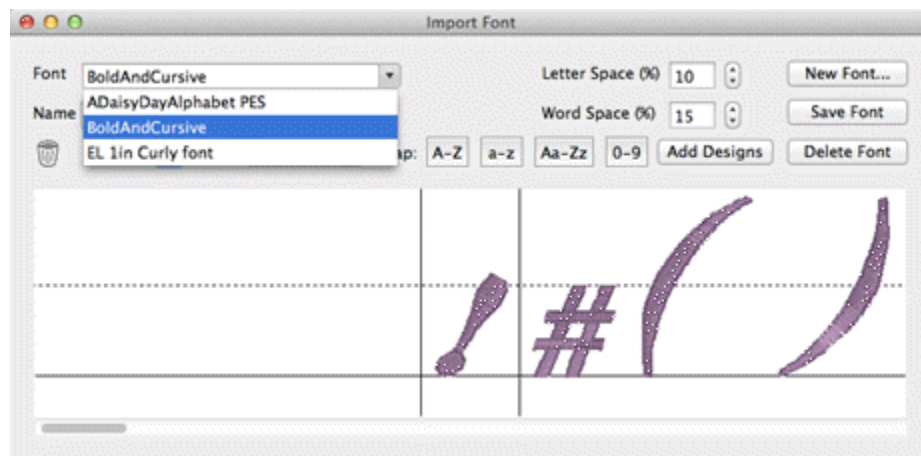 Import Font
Font BoldAndCursive Letter Space (%) 10 New Font...
ADaisyDayAlphabet PES
Name Word Space (%) 15 Save Font
BoldAndCursive
EL 1in Curly font ap: A-Z a-z Aa-Zz 0-9 Add Designs Delete Font
! # ( )